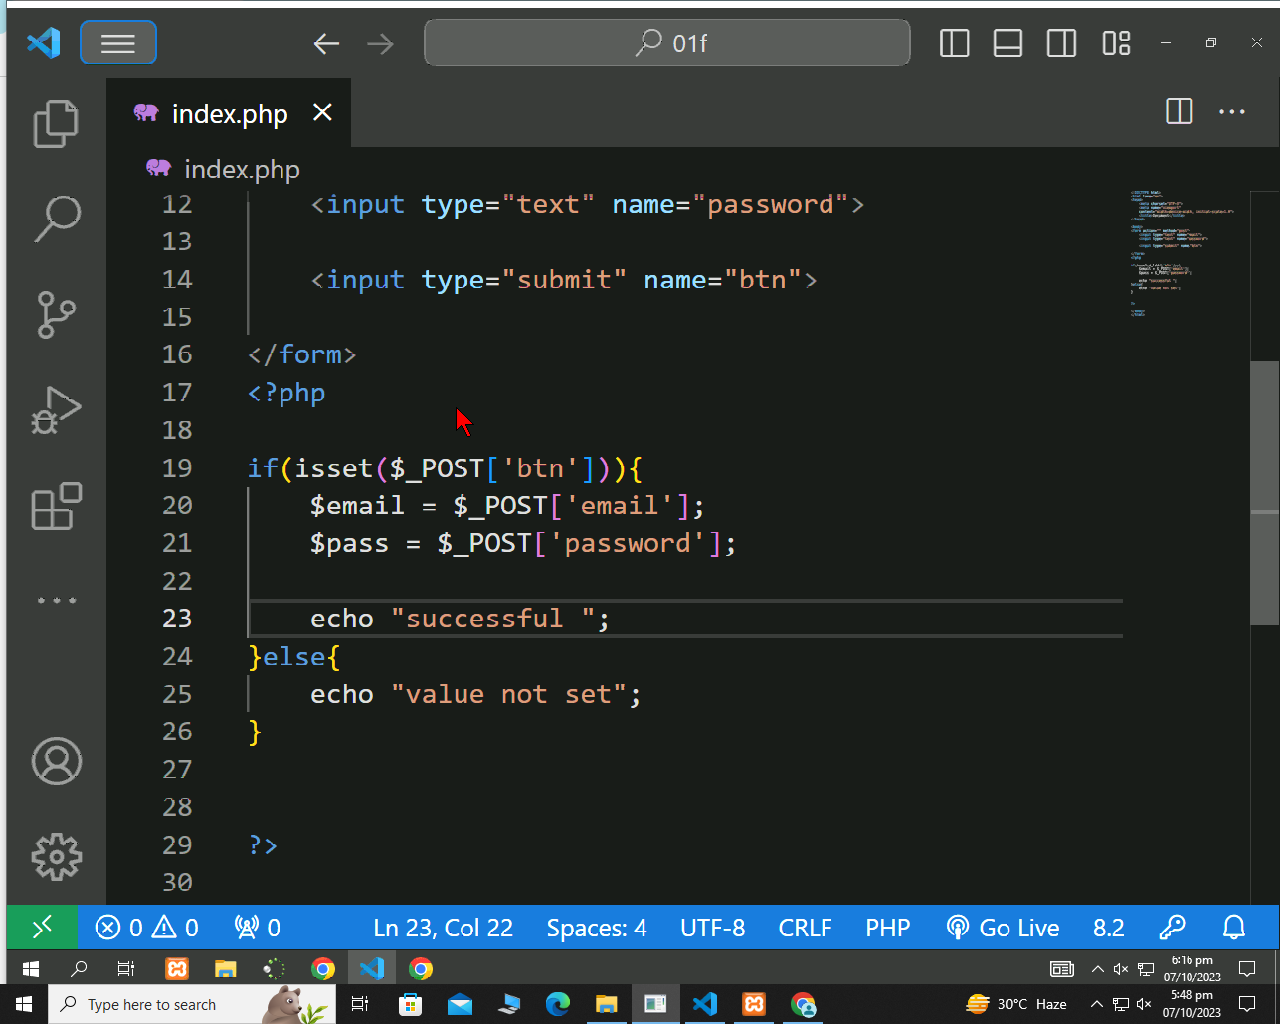 01f
index.php
index.php
12 <input type="text" name="password">
13
14 <input type="submit" name="btn">
15
16 </form>
17 <?php
18
19 if(isset($_POST['btn'])){
20 $email = $_POST['email'];
21 $pass = $_POST['password'];
22
23 echo "successful ";
24 }else{
25 echo "value not set";
26 }
27
28
29 ?>
30
0 0 0 Ln 23, Col 22 Spaces: 4 UTF-8 CRLF PHP Go Live 8.2
6:16 pm
07/10/2023
Type here to search 30°C Haze
5:48 pm
07/10/2023